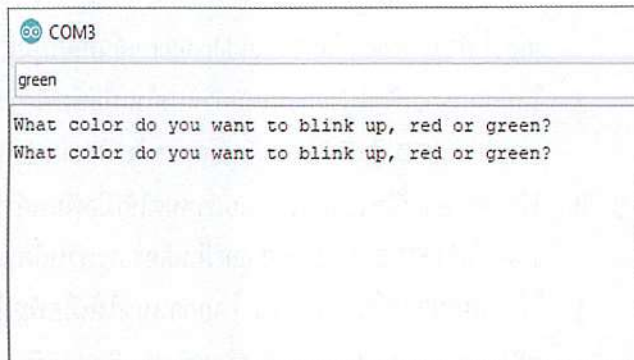 COM3
green
What color do you want to blink up, red or green?
What color do you want to blink up, red or green?